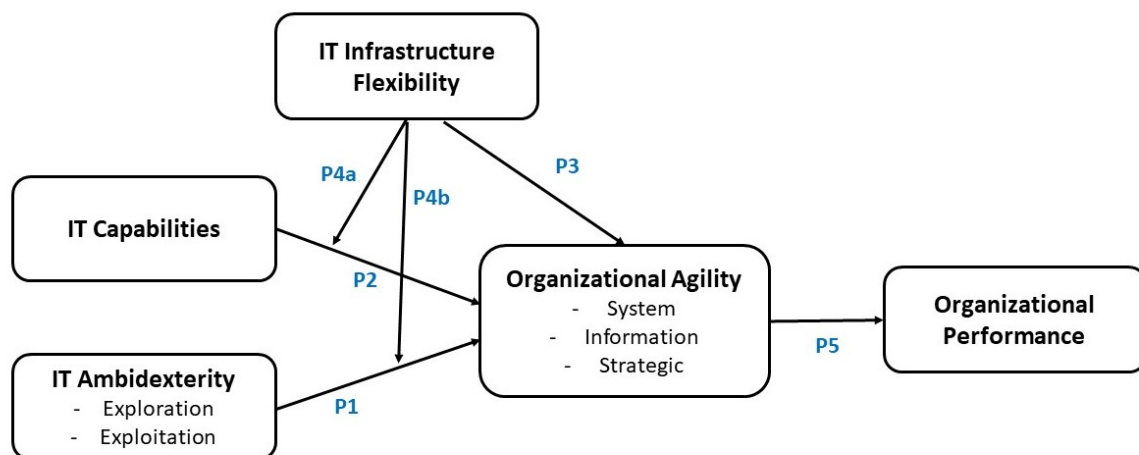 IT Infrastructure
Flexibility
P4a
P4b
P3
IT Capabilities
P2
Organizational Agility
- System
- Information
- Strategic
Organizational
Performance
P5
IT Ambidexterity
- Exploration
- Exploitation
P1